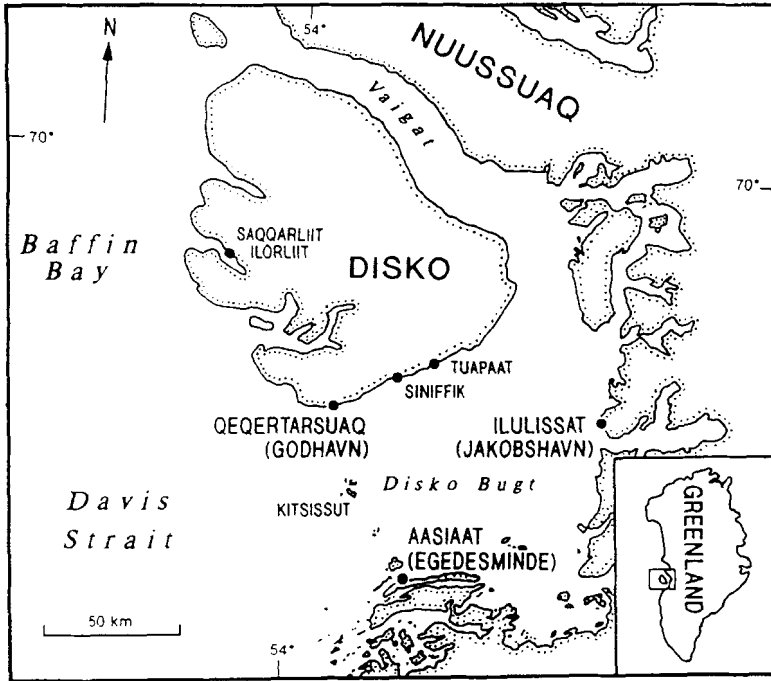 N
54°
NUUSSUAQ
Vaigat
70°
70°
Baffin
Bay
SAQQARLIIT
ILORLIIT
DISKO
TUAPAAT
SINIFFIK
QEQERTARSUAQ
(GODHAVN)
ILULISSAT
(JAKOBSHAVN)
Disko Bugt
KITSISSUT
Davis
Strait
AASIAAT
(EGEDESMINDE)
GREENLAND
50 km
54°